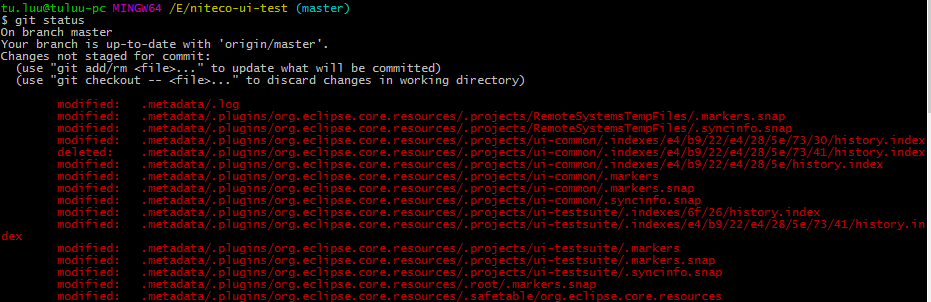 tu.luu@tuluu-pc MINGW64 /E/niteco-ui-test (master)
$ git status
On branch master
Your branch is up-to-date with 'origin/master'.
Changes not staged for commit:
  (use "git add/rm <file>..." to update what will be committed)
  (use "git checkout -- <file>..." to discard changes in working directory)
modified:   .metadata/.log
modified:   .metadata/.plugins/org.eclipse.core.resources/.projects/RemoteSystemsTempFiles/.markers.snap
modified:   .metadata/.plugins/org.eclipse.core.resources/.projects/RemoteSystemsTempFiles/.syncinfo.snap
modified:   .metadata/.plugins/org.eclipse.core.resources/.projects/ui-common/.indexes/e4/b9/22/e4/28/5e/73/30/history.index
deleted:    .metadata/.plugins/org.eclipse.core.resources/.projects/ui-common/.indexes/e4/b9/22/e4/28/5e/73/41/history.index
modified:   .metadata/.plugins/org.eclipse.core.resources/.projects/ui-common/.indexes/e4/b9/22/e4/28/5e/history.index
modified:   .metadata/.plugins/org.eclipse.core.resources/.projects/ui-common/.markers
modified:   .metadata/.plugins/org.eclipse.core.resources/.projects/ui-common/.markers.snap
modified:   .metadata/.plugins/org.eclipse.core.resources/.projects/ui-common/.syncinfo.snap
modified:   .metadata/.plugins/org.eclipse.core.resources/.projects/ui-testsuite/.indexes/6f/26/history.index
modified:   .metadata/.plugins/org.eclipse.core.resources/.projects/ui-testsuite/.indexes/e4/b9/22/e4/28/5e/73/41/history.in
dex
modified:   .metadata/.plugins/org.eclipse.core.resources/.projects/ui-testsuite/.markers
modified:   .metadata/.plugins/org.eclipse.core.resources/.projects/ui-testsuite/.markers.snap
modified:   .metadata/.plugins/org.eclipse.core.resources/.projects/ui-testsuite/.syncinfo.snap
modified:   .metadata/.plugins/org.eclipse.core.resources/.root/.markers.snap
modified:   .metadata/.plugins/org.eclipse.core.resources/.safetable/org.eclipse.core.resources